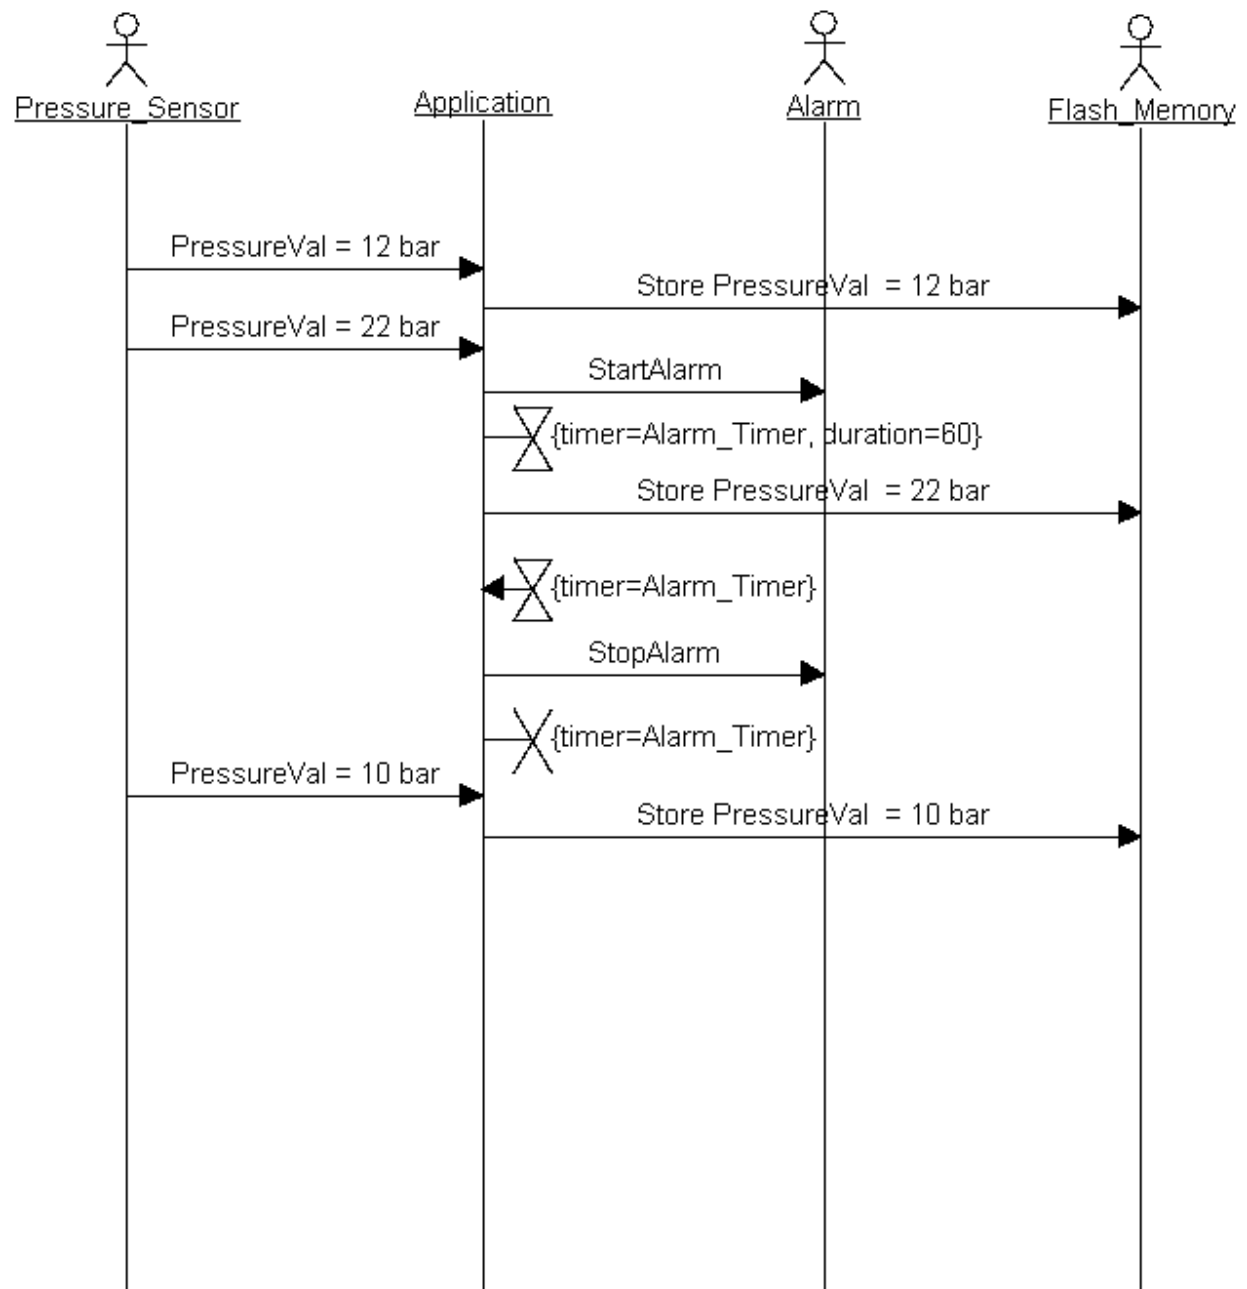 Pressure_Sensor
Application
Alarm
Flash_Memory
PressureVal = 12 bar
Store PressureVal = 12 bar
PressureVal = 22 bar
StartAlarm
{timer=Alarm_Timer, duration=60}
Store PressureVal = 22 bar
{timer=Alarm_Timer}
StopAlarm
{timer=Alarm_Timer}
PressureVal = 10 bar
Store PressureVal = 10 bar